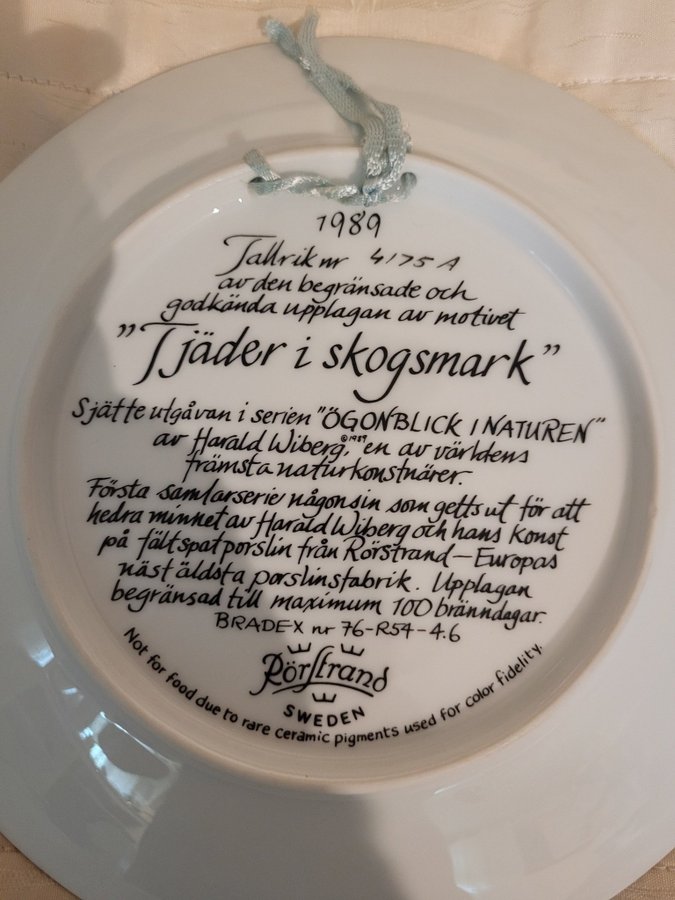 1989
Tallrik nr 4175 A
av den begränsade och
godkända upplagan av motivet
"Tjäder i skogsmark"
Sjätte utgåvan i serien "ÖGONBLICK I NATUREN"
av Harald Wiberg, ©1989 en av världens
främsta naturkonstnärer.
Första samlarserie någonsin som getts ut för att
hedra minnet av Harald Wiberg och hans konst
på fältspatporslin från Rörstrand—Europas
näst äldsta porslinsfabrik. Upplagan
begränsad till maximum 100 bränndagar.
BRADEX nr 76-R54-4.6
Rörstrand
SWEDEN
Not for food due to rare ceramic pigments used for color fidelity.